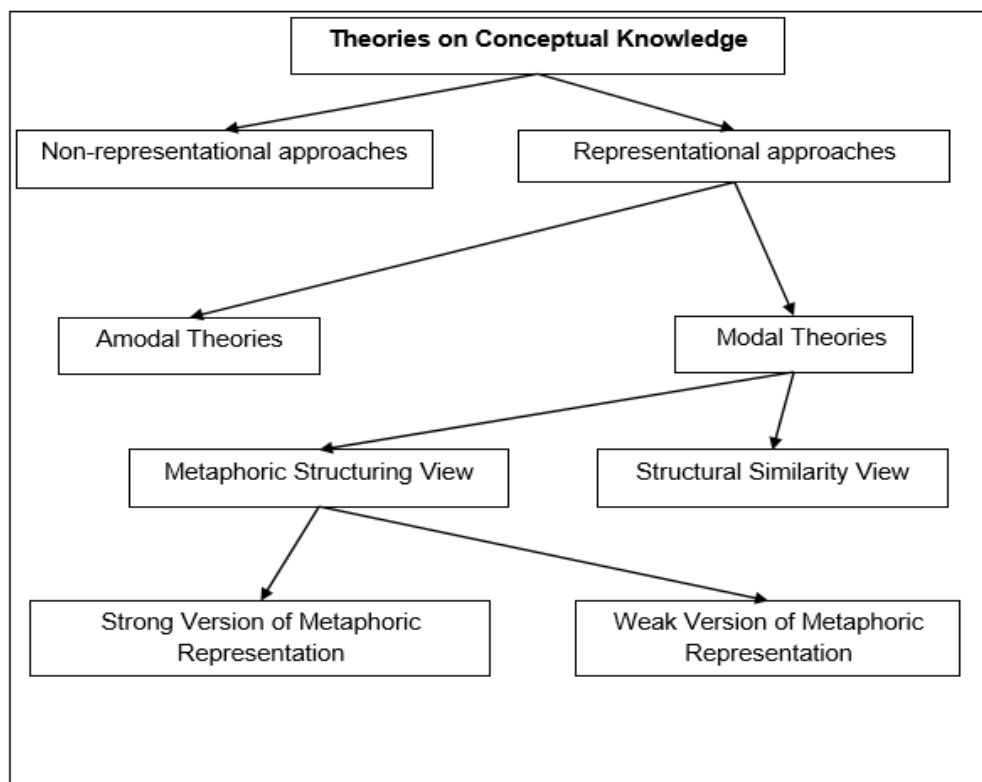 Theories on Conceptual Knowledge
Non-representational approaches
Representational approaches
Amodal Theories
Modal Theories
Metaphoric Structuring View
Structural Similarity View
Strong Version of Metaphoric
Representation
Weak Version of Metaphoric
Representation